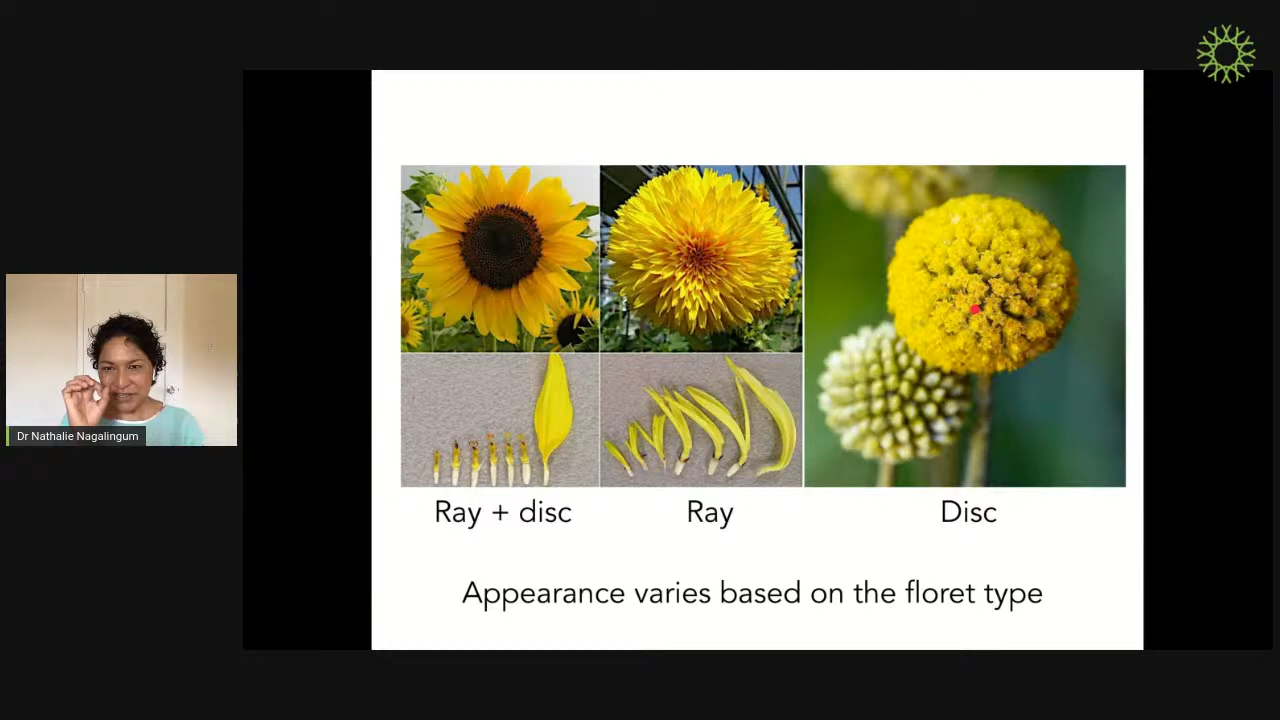 Dr Nathalie Nagalingum
Ray + disc
Ray
Disc
Appearance varies based on the floret type